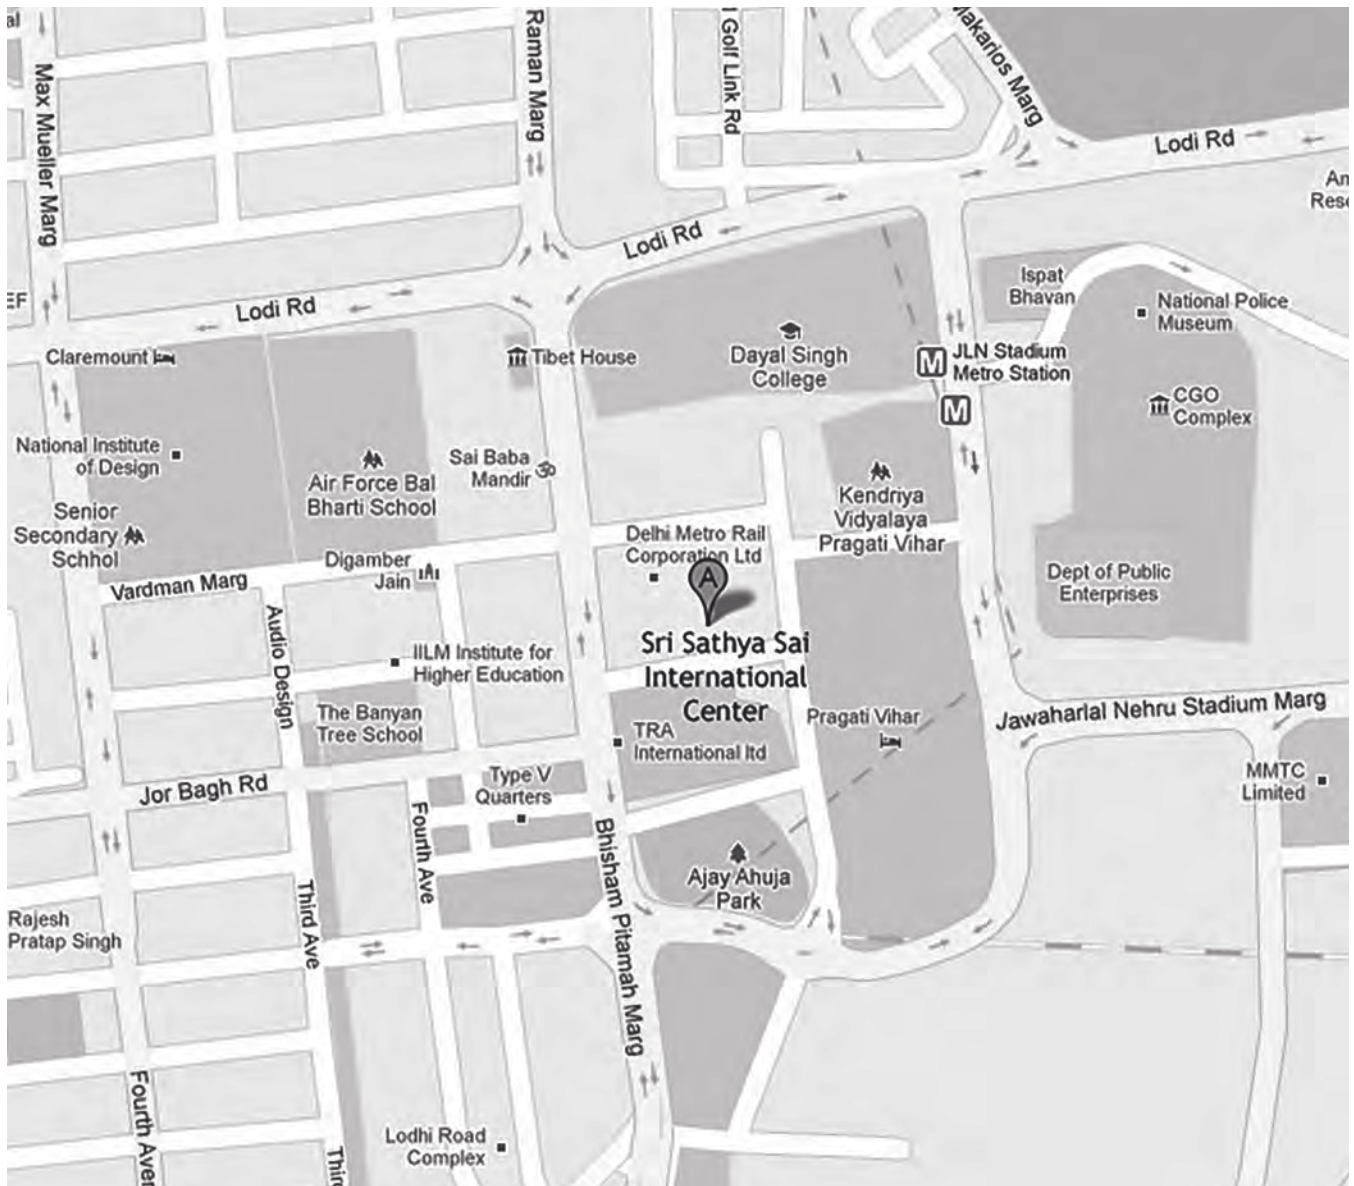 al
Max Mueller Marg
Raman Marg
Golf Link Rd
Makarios Marg
Lodi Rd
An
Rese
Lodi Rd
Ispat
Bhavan
EF
Lodi Rd
National Police
Museum
Claremount
Tibet House
Dayal Singh
College
M
JLN Stadium
Metro Station
M
CGO
Complex
National Institute
of Design
Sai Baba
Mandir
ॐ
Air Force Bal
Bharti School
Kendriya
Vidyalaya
Pragati Vihar
Senior
Secondary
Schhol
Delhi Metro Rail
Corporation Ltd
Digamber
Jain
A
Vardman Marg
Dept of Public
Enterprises
Audio Design
IILM Institute for
Higher Education
Sri Sathya Sai
International
Center
The Banyan
Tree School
TRA
International ltd
Pragati Vihar
Jawaharlal Nehru Stadium Marg
Jor Bagh Rd
Type V
Quarters
MMTC
Limited
Fourth Ave
Bhisham Pitamah Marg
Ajay Ahuja
Park
Third Ave
Rajesh
Pratap Singh
Fourth Aven
Third
Lodhi Road
Complex